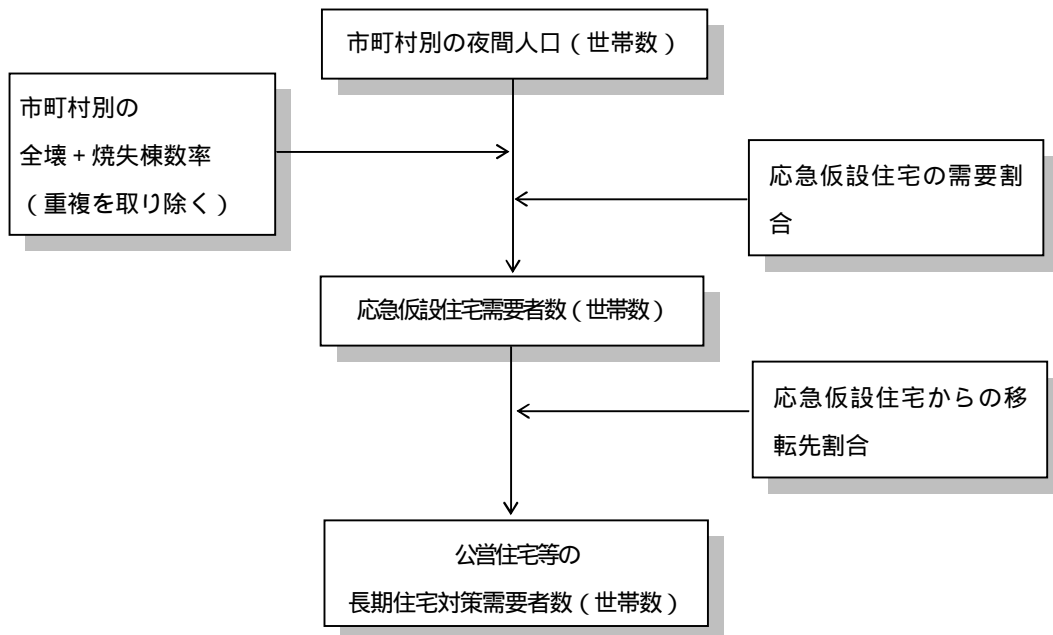 市町村別の夜間人口（世帯数）
市町村別の
全壊＋焼失棟数率
（重複を取り除く）
応急仮設住宅の需要割
合
応急仮設住宅需要者数（世帯数）
応急仮設住宅からの移
転先割合
公営住宅等の
長期住宅対策需要者数（世帯数）